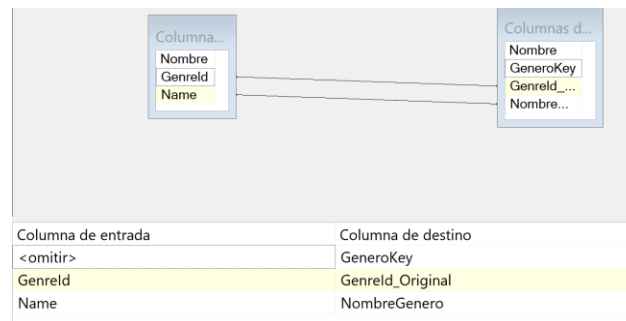 Columna...
Nombre
GenreId
Name
Columnas d...
Nombre
GeneroKey
GenreId_...
Nombre...
Columna de entrada Columna de destino
<omitir> GeneroKey
GenreId GenreId_Original
Name NombreGenero